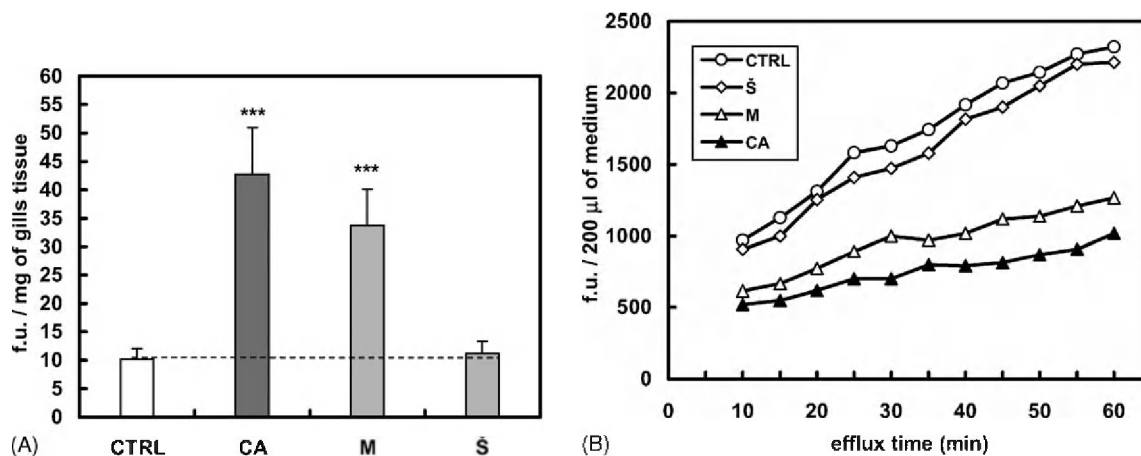 60
55
50
45
40
35
30
25
20
15
10
5
0
f.u. / mg of gills tissue
***
***
CTRL CA M Š
(A)
2500
2000
1500
1000
500
0
f.u. / 200 µl of medium
CTRL
Š
M
CA
0 10 20 30 40 50 60
efflux time (min)
(B)